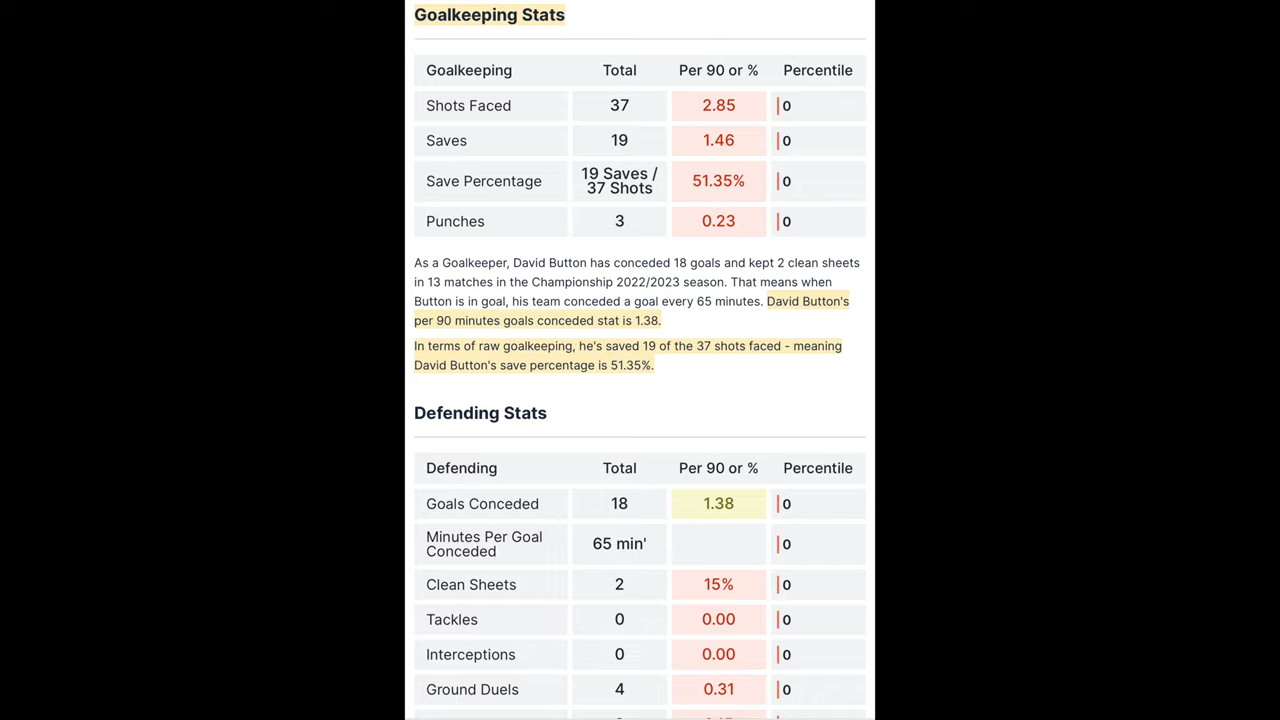 Goalkeeping Stats
Goalkeeping Total Per 90 or % Percentile
Shots Faced 37 2.85 0
Saves 19 1.46 0
Save Percentage 19 Saves / 37 Shots 51.35% 0
Punches 3 0.23 0
As a Goalkeeper, David Button has conceded 18 goals and kept 2 clean sheets
in 13 matches in the Championship 2022/2023 season. That means when
Button is in goal, his team conceded a goal every 65 minutes. David Button's
per 90 minutes goals conceded stat is 1.38.
In terms of raw goalkeeping, he's saved 19 of the 37 shots faced - meaning
David Button's save percentage is 51.35%.
Defending Stats
Defending Total Per 90 or % Percentile
Goals Conceded 18 1.38 0
Minutes Per Goal Conceded 65 min' 0
Clean Sheets 2 15% 0
Tackles 0 0.00 0
Interceptions 0 0.00 0
Ground Duels 4 0.31 0